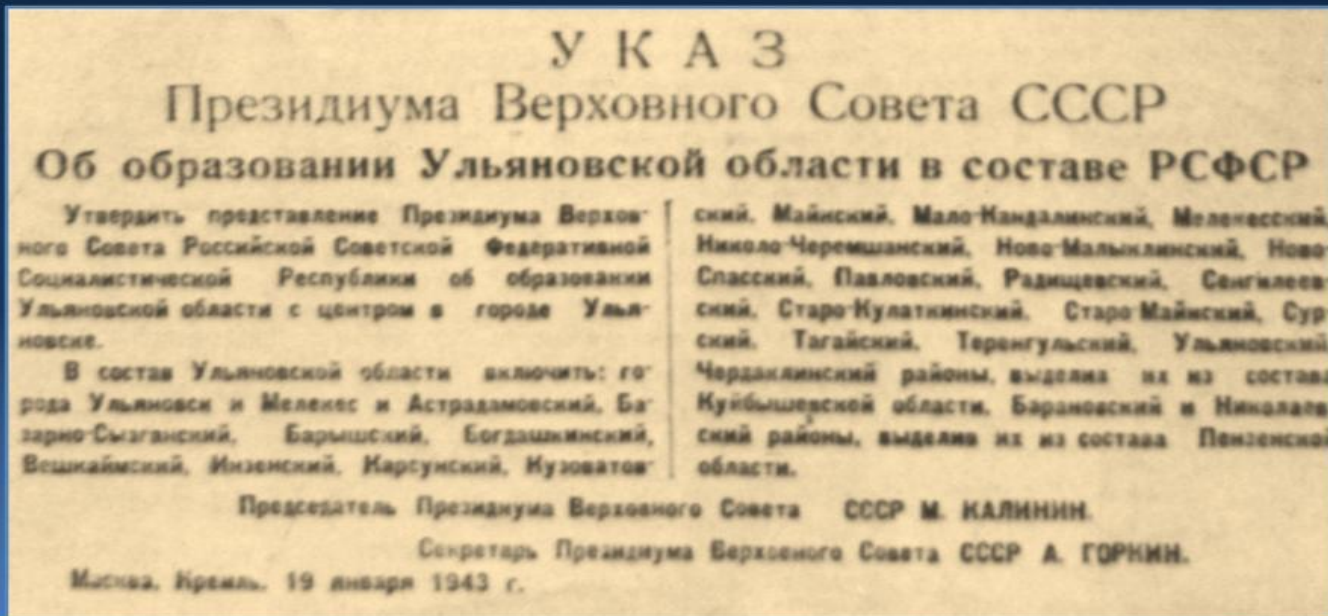 УКАЗ
Президиума Верховного Совета СССР
Об образовании Ульяновской области в составе РСФСР
Утвердить представление Президиума Верхов-
ного Совета Российской Советской Федеративной
Социалистической Республики об образовании
Ульяновской области с центром в городе Улья-
новске.
В состав Ульяновской области включить: го-
рода Ульяновск и Мелекес и Астрадамовский, Ба-
зарно-Сызганский, Барышский, Богдашкинский,
Вешкаймский, Инзенский, Карсунский, Кузоватов-
ский, Майнский, Мало-Кандалинский, Мелекесский,
Николо-Черемшанский, Ново-Малыклинский, Ново-
Спасский, Павловский, Радищевский, Сенгилеев-
ский, Старо-Кулаткинский, Старо-Майнский, Сур-
ский, Тагайский, Теренгульский, Ульяновский,
Чердаклинский районы, выделив их из состава
Куйбышевской области, Барановский и Николаев-
ский районы, выделив их из состава Пензенской
области.
Председатель Президиума Верховного Совета СССР М. КАЛИНИН.
Секретарь Президиума Верховного Совета СССР А. ГОРКИН.
Москва, Кремль. 19 января 1943 г.